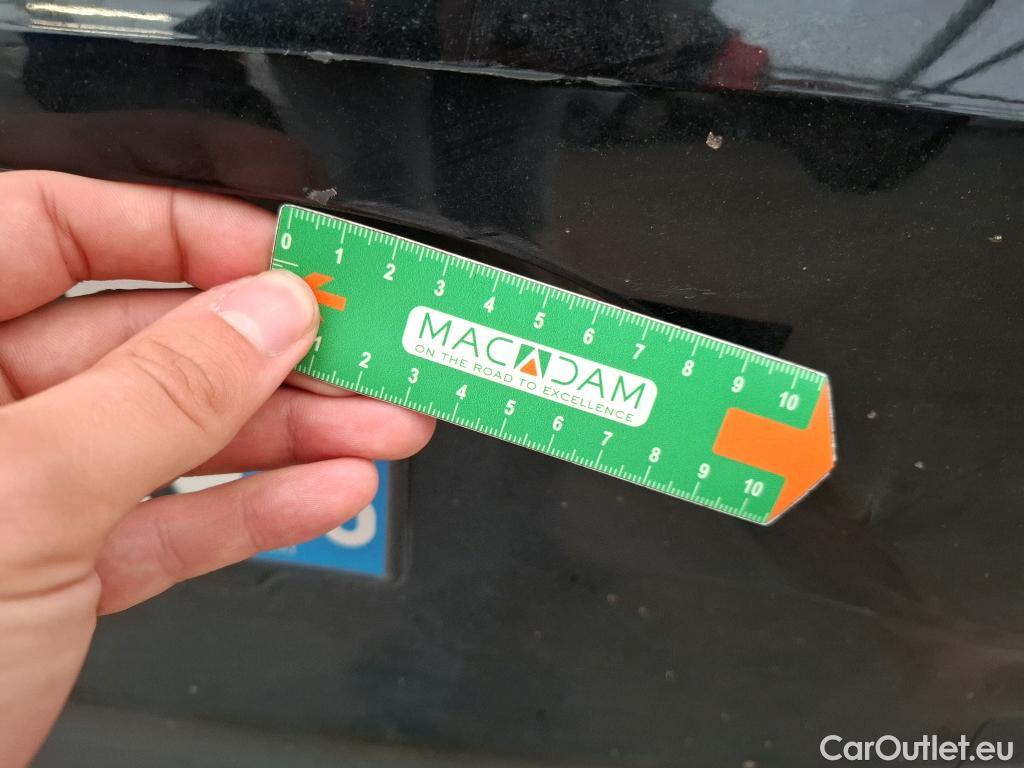 0 1 2 3 4 5 6 7 8 9 10
MACADAM
ON THE ROAD TO EXCELLENCE
1 2 3 4 5 6 7 8 9 10
CarOutlet.eu